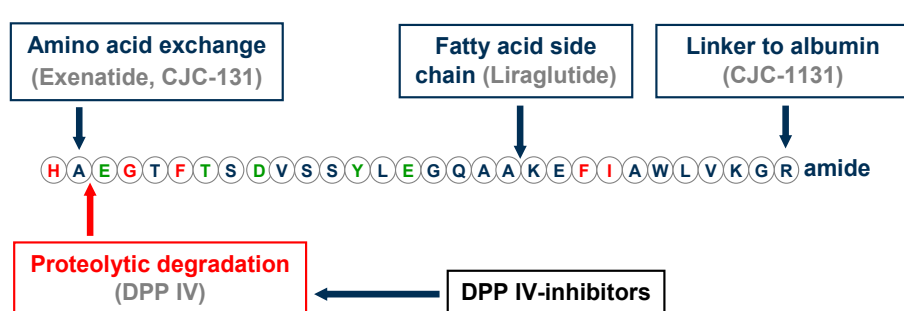 Amino acid exchange
(Exenatide, CJC-131)
Fatty acid side
chain (Liraglutide)
Linker to albumin
(CJC-1131)
H A E G T F T S D V S S Y L E G Q A A K E F I A W L V K G R amide
Proteolytic degradation
(DPP IV)
DPP IV-inhibitors